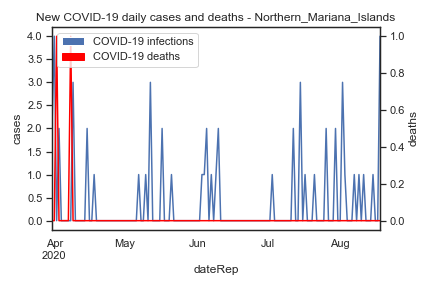 New COVID-19 daily cases and deaths - Northern_Mariana_Islands
COVID-19 infections
COVID-19 deaths
4.0
3.5
3.0
2.5
2.0
1.5
1.0
0.5
0.0
cases
1.0
0.8
0.6
0.4
0.2
0.0
deaths
Apr
2020
May
Jun
Jul
Aug
dateRep